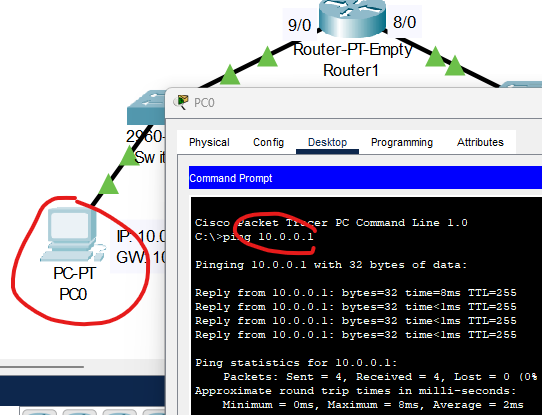 9/0
8/0
Router-PT-Empty
Router1
2960-
Swit
PC-PT
PC0
IP: 10.0
GW: 10
PC0
Physical Config Desktop Programming Attributes
Command Prompt
Cisco Packet Tracer PC Command Line 1.0
C:\>ping 10.0.0.1
Pinging 10.0.0.1 with 32 bytes of data:
Reply from 10.0.0.1: bytes=32 time=8ms TTL=255
Reply from 10.0.0.1: bytes=32 time<1ms TTL=255
Reply from 10.0.0.1: bytes=32 time<1ms TTL=255
Reply from 10.0.0.1: bytes=32 time<1ms TTL=255
Ping statistics for 10.0.0.1:
Packets: Sent = 4, Received = 4, Lost = 0 (0%
Approximate round trip times in milli-seconds:
Minimum = 0ms, Maximum = 8ms, Average = 2ms